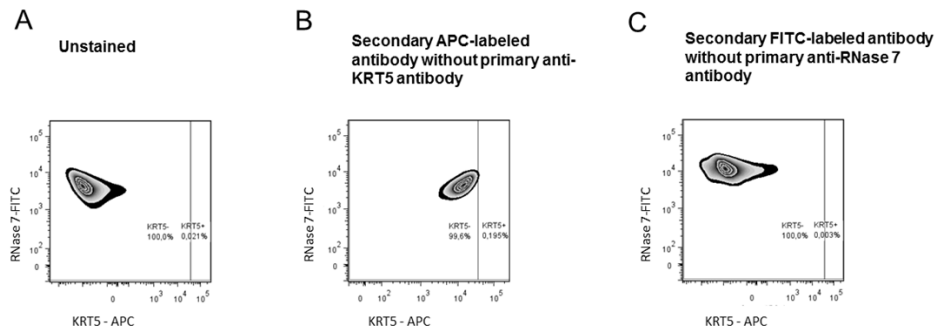 A
Unstained
B
Secondary APC-labeled
antibody without primary anti-
KRT5 antibody
C
Secondary FITC-labeled antibody
without primary anti-RNase 7
antibody
RNase 7-FITC
10⁵
10⁴
10³
10²
0
KRT5- KRT5+
100,0% 0,021%
0 10³ 10⁴ 10⁵
KRT5 - APC
RNase 7-FITC
10⁵
10⁴
10³
10²
0
KRT5- KRT5+
99,6% 0,195%
0 10³ 10⁴ 10⁵
KRT5 - APC
RNase 7-FITC
10⁵
10⁴
10³
10²
0
KRT5- KRT5+
100,0% 0,003%
0 10³ 10⁴ 10⁵
KRT5 - APC